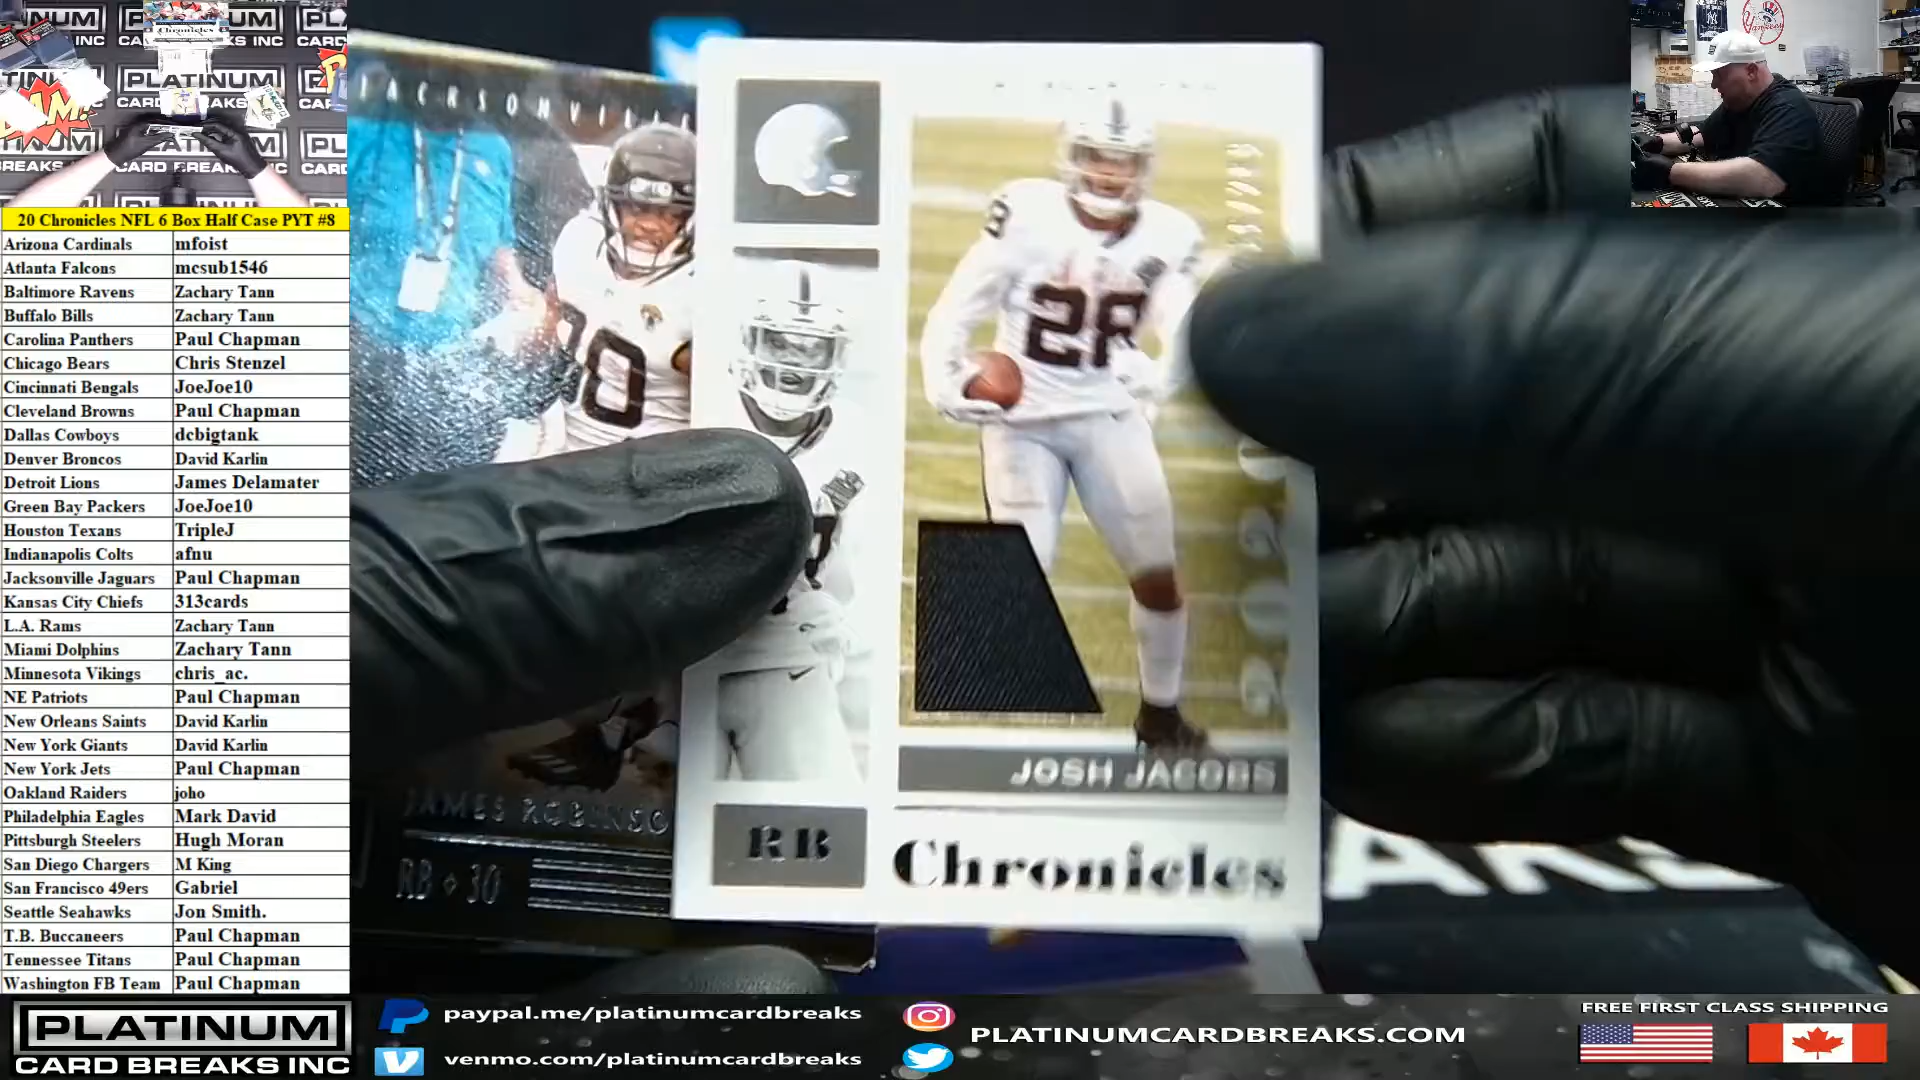 20 Chronicles NFL 6 Box Half Case PYT #8
Arizona Cardinals mfoist
Atlanta Falcons mcsub1546
Baltimore Ravens Zachary Tann
Buffalo Bills Zachary Tann
Carolina Panthers Paul Chapman
Chicago Bears Chris Stenzel
Cincinnati Bengals JoeJoe10
Cleveland Browns Paul Chapman
Dallas Cowboys dcbigtank
Denver Broncos David Karlin
Detroit Lions James Delamater
Green Bay Packers JoeJoe10
Houston Texans TripleJ
Indianapolis Colts afnu
Jacksonville Jaguars Paul Chapman
Kansas City Chiefs 313cards
L.A. Rams Zachary Tann
Miami Dolphins Zachary Tann
Minnesota Vikings chris_ac.
NE Patriots Paul Chapman
New Orleans Saints David Karlin
New York Giants David Karlin
New York Jets Paul Chapman
Oakland Raiders joho
Philadelphia Eagles Mark David
Pittsburgh Steelers Hugh Moran
San Diego Chargers M King
San Francisco 49ers Gabriel
Seattle Seahawks Jon Smith.
T.B. Buccaneers Paul Chapman
Tennessee Titans Paul Chapman
Washington FB Team Paul Chapman
PLATINUM
CARD BREAKS INC
JACKSONVILL
JAMES ROBINSO
RB 30
28
2020
JOSH JACOBS
RB
Chronicles
paypal.me/platinumcardbreaks
venmo.com/platinumcardbreaks
PLATINUMCARDBREAKS.COM
FREE FIRST CLASS SHIPPING